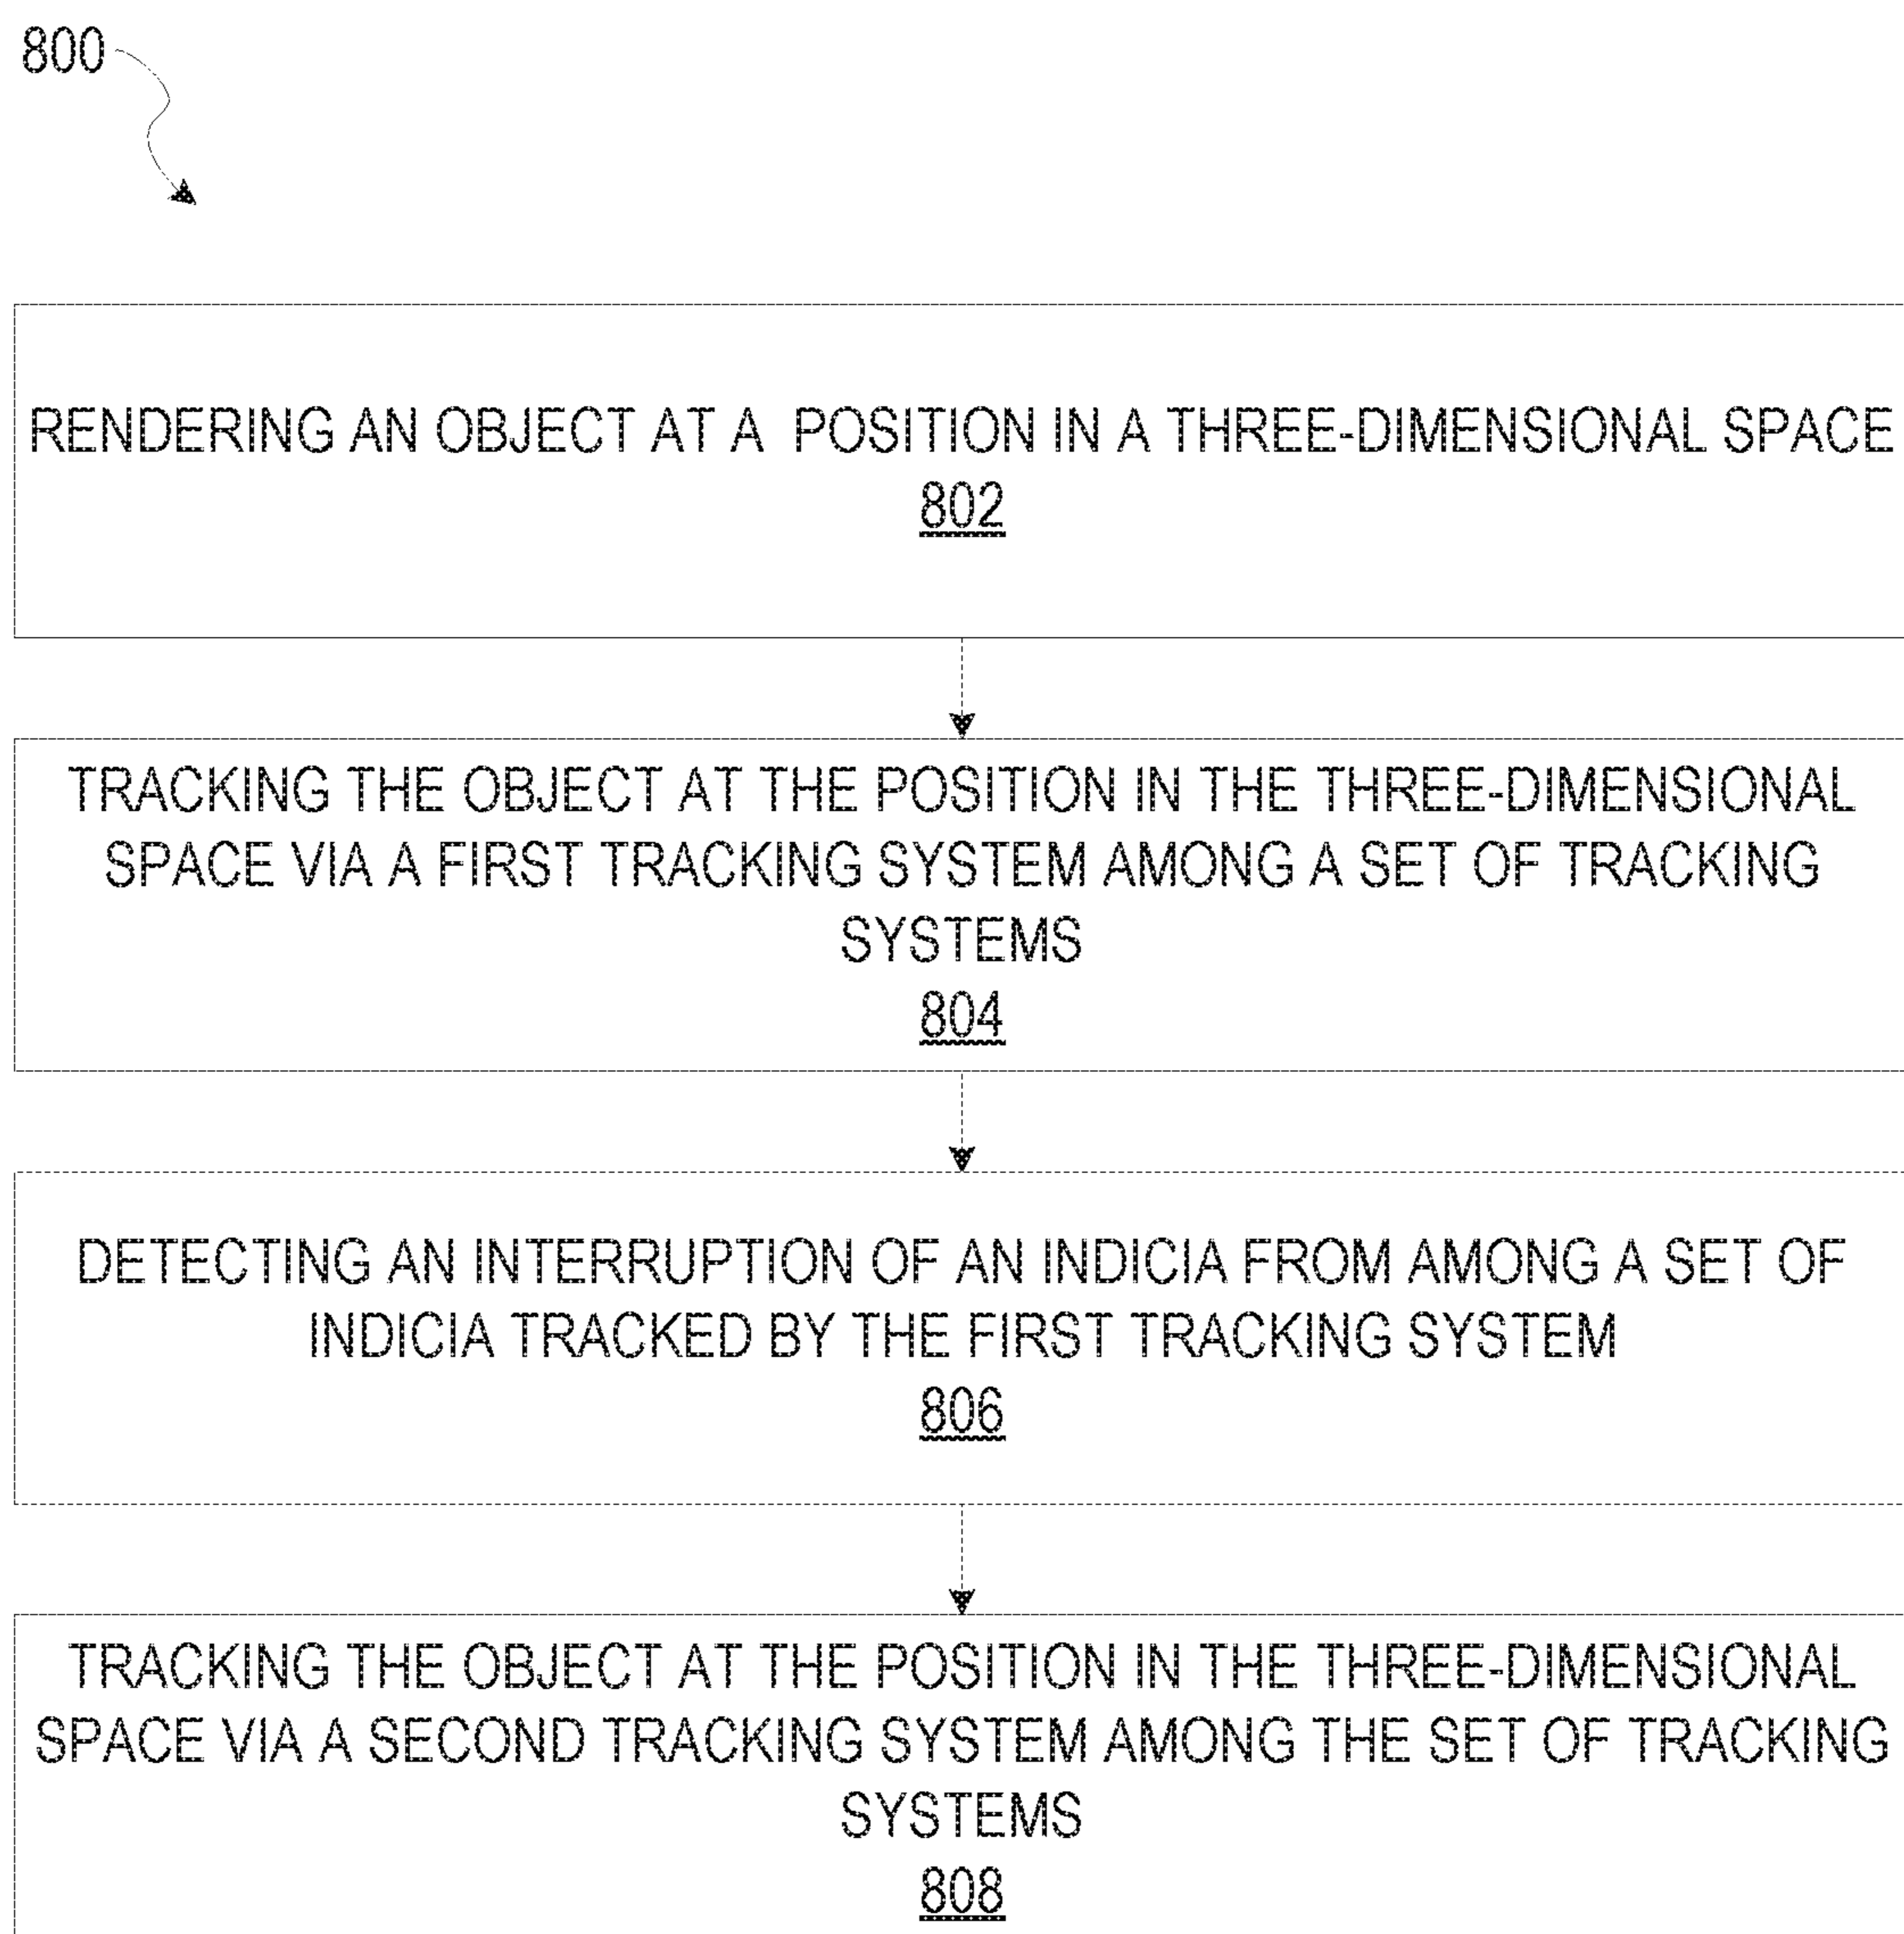 800
RENDERING AN OBJECT AT A POSITION IN A THREE-DIMENSIONAL SPACE
802
TRACKING THE OBJECT AT THE POSITION IN THE THREE-DIMENSIONAL
SPACE VIA A FIRST TRACKING SYSTEM AMONG A SET OF TRACKING
SYSTEMS
804
DETECTING AN INTERRUPTION OF AN INDICIA FROM AMONG A SET OF
INDICIA TRACKED BY THE FIRST TRACKING SYSTEM
806
TRACKING THE OBJECT AT THE POSITION IN THE THREE-DIMENSIONAL
SPACE VIA A SECOND TRACKING SYSTEM AMONG THE SET OF TRACKING
SYSTEMS
808